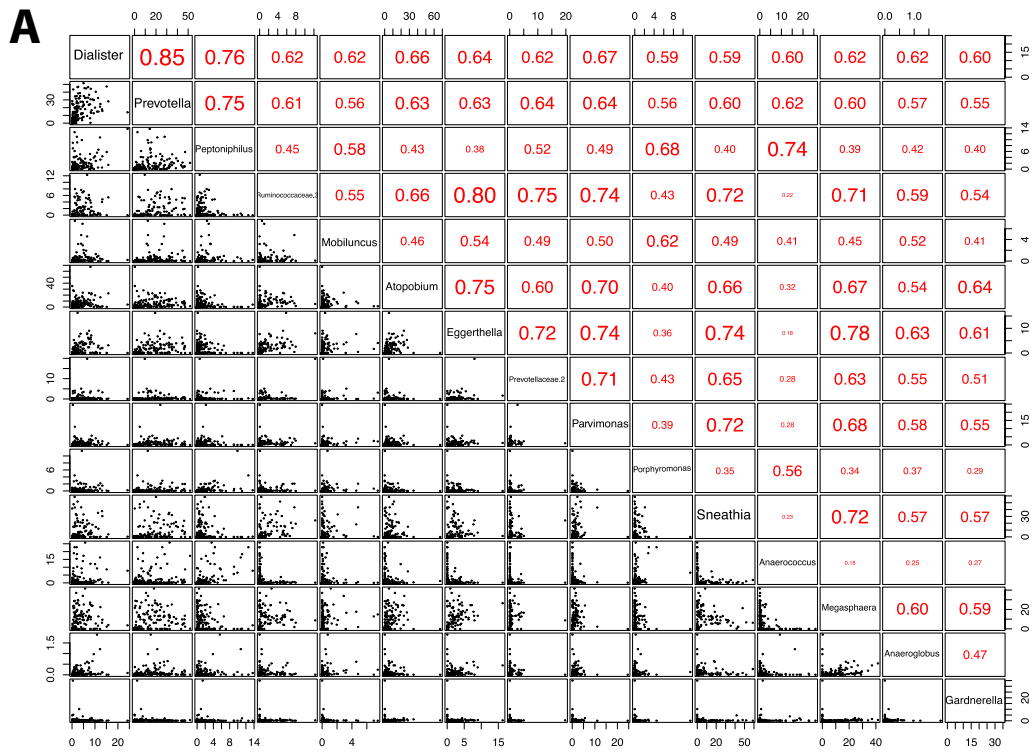 A
0 20 50 0 4 8 0 30 60 0 10 20 0 4 8 0 10 20 0.0 1.0
Dialister 0.85 0.76 0.62 0.62 0.66 0.64 0.62 0.67 0.59 0.59 0.60 0.62 0.62 0.60 0 15
0 30 Prevotella 0.75 0.61 0.56 0.63 0.63 0.64 0.64 0.56 0.60 0.62 0.60 0.57 0.55
Peptoniphilus 0.45 0.58 0.43 0.38 0.52 0.49 0.68 0.40 0.74 0.39 0.42 0.40 0 6 14
0 6 12 Ruminococcaceae.3 0.55 0.66 0.80 0.75 0.74 0.43 0.72 0.22 0.71 0.59 0.54
Mobiluncus 0.46 0.54 0.49 0.50 0.62 0.49 0.41 0.45 0.52 0.41 0 4
0 40 Atopobium 0.75 0.60 0.70 0.40 0.66 0.32 0.67 0.54 0.64
Eggerthella 0.72 0.74 0.36 0.74 0.18 0.78 0.63 0.61 0 10
0 10 Prevotellaceae.2 0.71 0.43 0.65 0.28 0.63 0.55 0.51
Parvimonas 0.39 0.72 0.28 0.68 0.58 0.55 0 15
0 6 Porphyromonas 0.35 0.56 0.34 0.37 0.29
Sneathia 0.23 0.72 0.57 0.57 0 30
0 15 Anaerococcus 0.18 0.25 0.27
Megasphaera 0.60 0.59 0 20
0.0 1.5 Anaeroglobus 0.47
Gardnerella 0 20
0 10 20 0 4 8 14 0 4 0 5 15 0 10 20 0 20 50 0 20 40 0 15 30